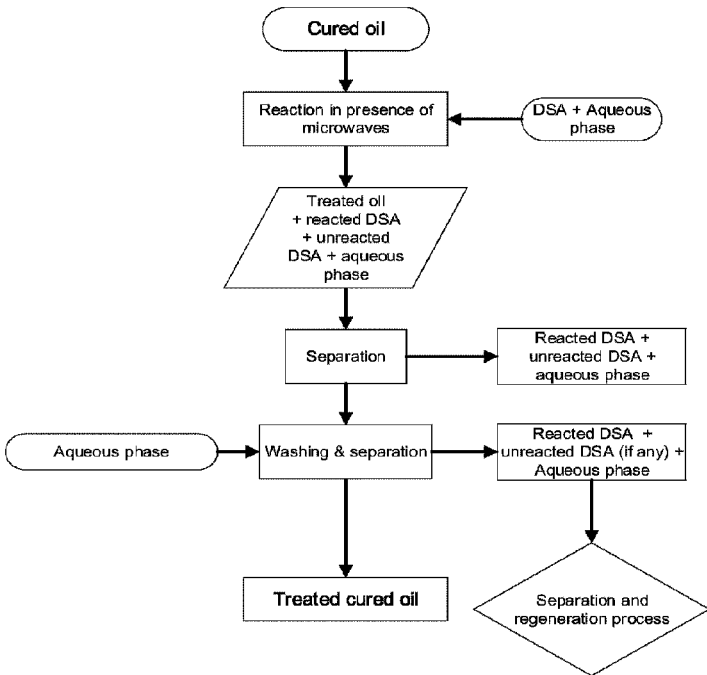 Cured oil
Reaction in presence of
microwaves
DSA + Aqueous
phase
Treated oil
+ reacted DSA
+ unreacted
DSA + aqueous
phase
Separation
Reacted DSA +
unreacted DSA +
aqueous phase
Aqueous phase
Washing & separation
Reacted DSA +
unreacted DSA (if any) +
Aqueous phase
Treated cured oil
Separation and
regeneration process